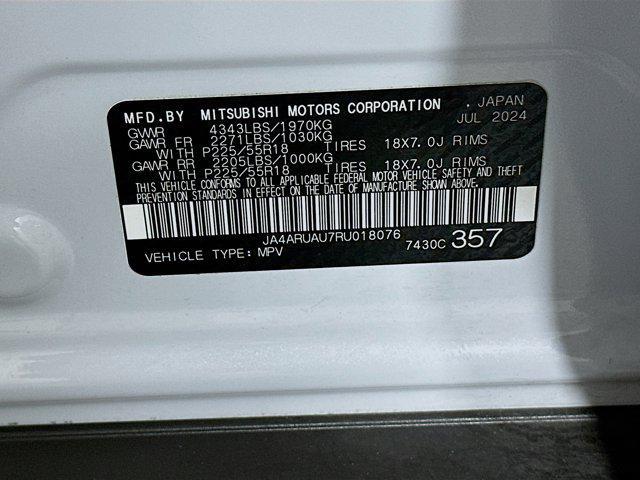 MFD.BY MITSUBISHI MOTORS CORPORATION . JAPAN
GVWR 4343LBS/1970KG JUL 2024
GAWR FR 2271LBS/1030KG
WITH P225/55R18 TIRES 18X7.0J RIMS
GAWR RR 2205LBS/1000KG
WITH P225/55R18 TIRES 18X7.0J RIMS
THIS VEHICLE CONFORMS TO ALL APPLICABLE FEDERAL MOTOR VEHICLE SAFETY AND THEFT
PREVENTION STANDARDS IN EFFECT ON THE DATE OF MANUFACTURE SHOWN ABOVE.
JA4ARUAU7RU018076
VEHICLE TYPE: MPV 7430C 357